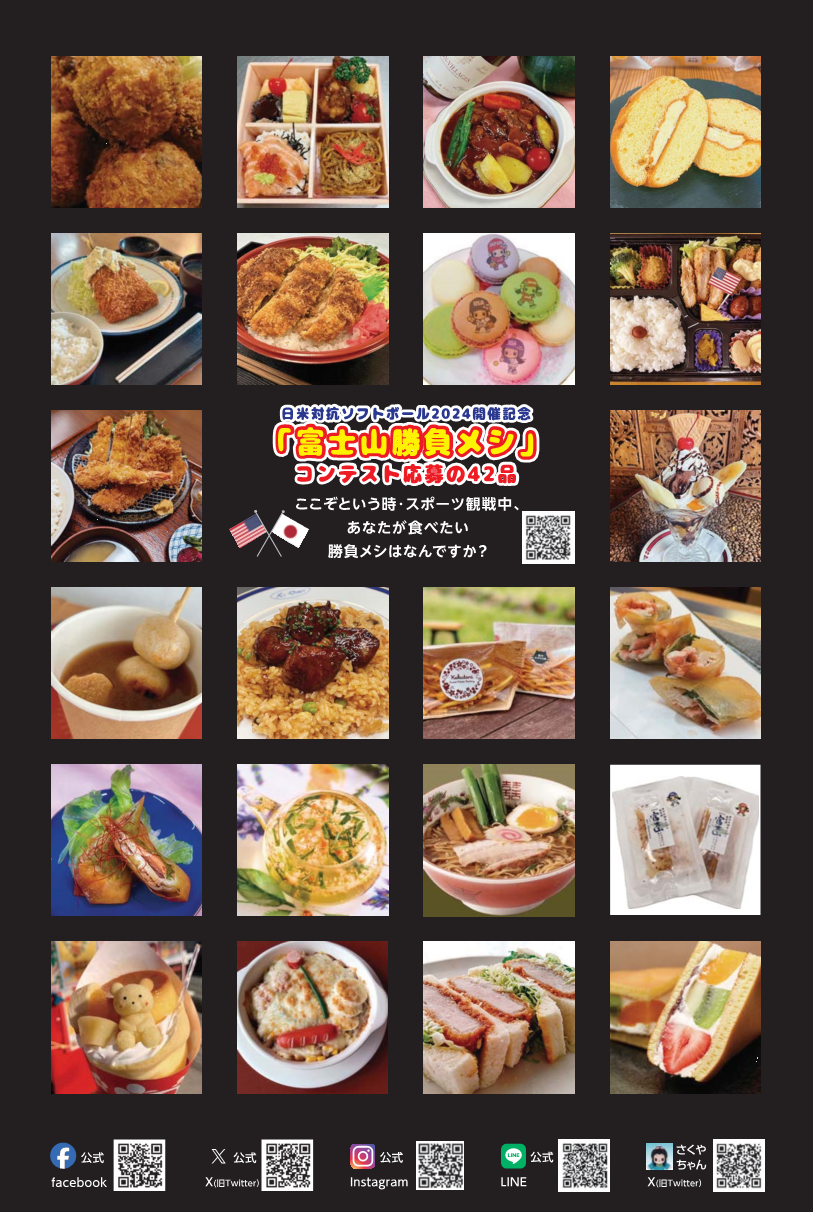 日米対抗ソフトボール2024開催記念
「富士山勝負メシ」
コンテスト応募の42品
ここぞという時・スポーツ観戦中、
あなたが食べたい
勝負メシはなんですか？
公式
facebook
公式
X(旧Twitter)
公式
Instagram
LINE
公式
LINE
さくや
ちゃん
X(旧Twitter)